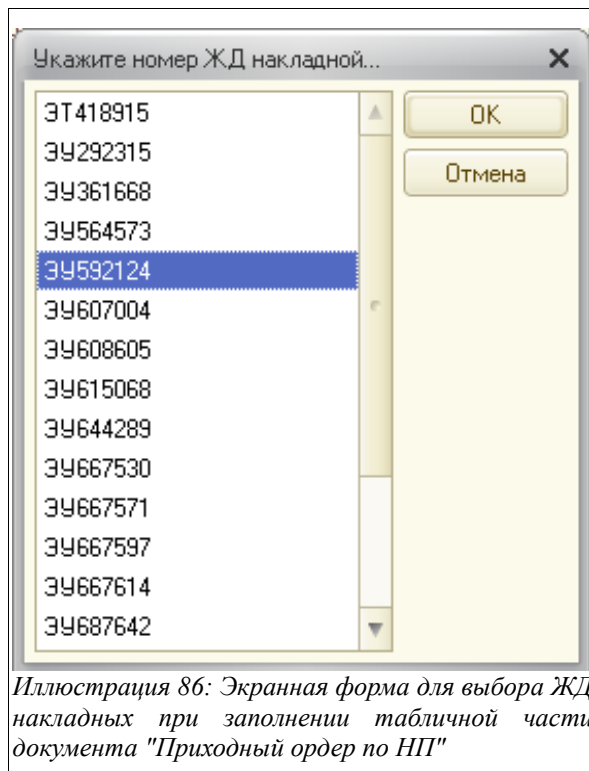 Укажите номер ЖД накладной...
ЭТ418915
OK
ЭУ292315
Отмена
ЭУ361668
ЭУ564573
ЭУ592124
ЭУ607004
ЭУ608605
ЭУ615068
ЭУ644289
ЭУ667530
ЭУ667571
ЭУ667597
ЭУ667614
ЭУ687642
Иллюстрация 86: Экранная форма для выбора ЖД
накладных при заполнении табличной части
документа "Приходный ордер по НП"